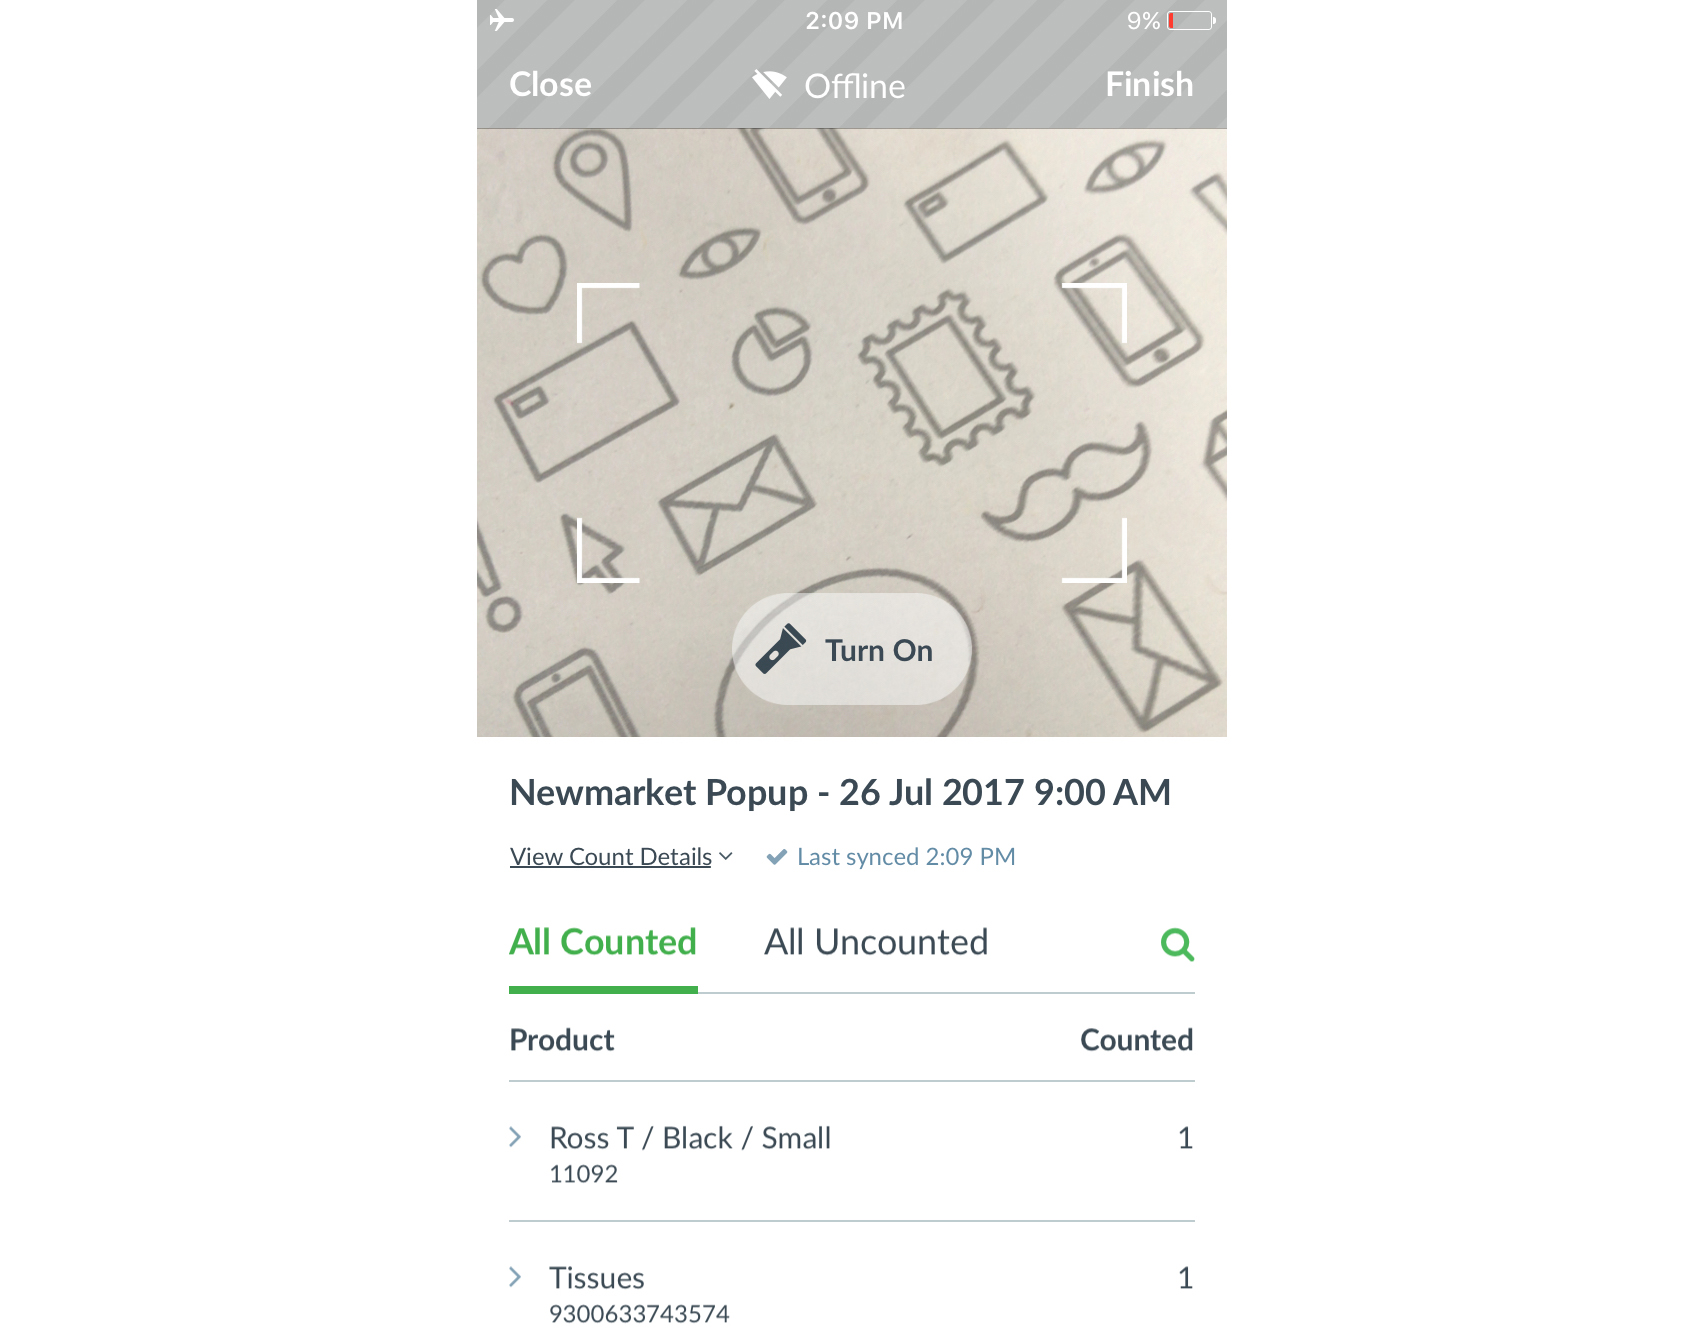 2:09 PM 9%
Close Offline Finish
Turn On
Newmarket Popup - 26 Jul 2017 9:00 AM
View Count Details Last synced 2:09 PM
All Counted All Uncounted
Product Counted
Ross T / Black / Small 1
11092
Tissues 1
9300633743574